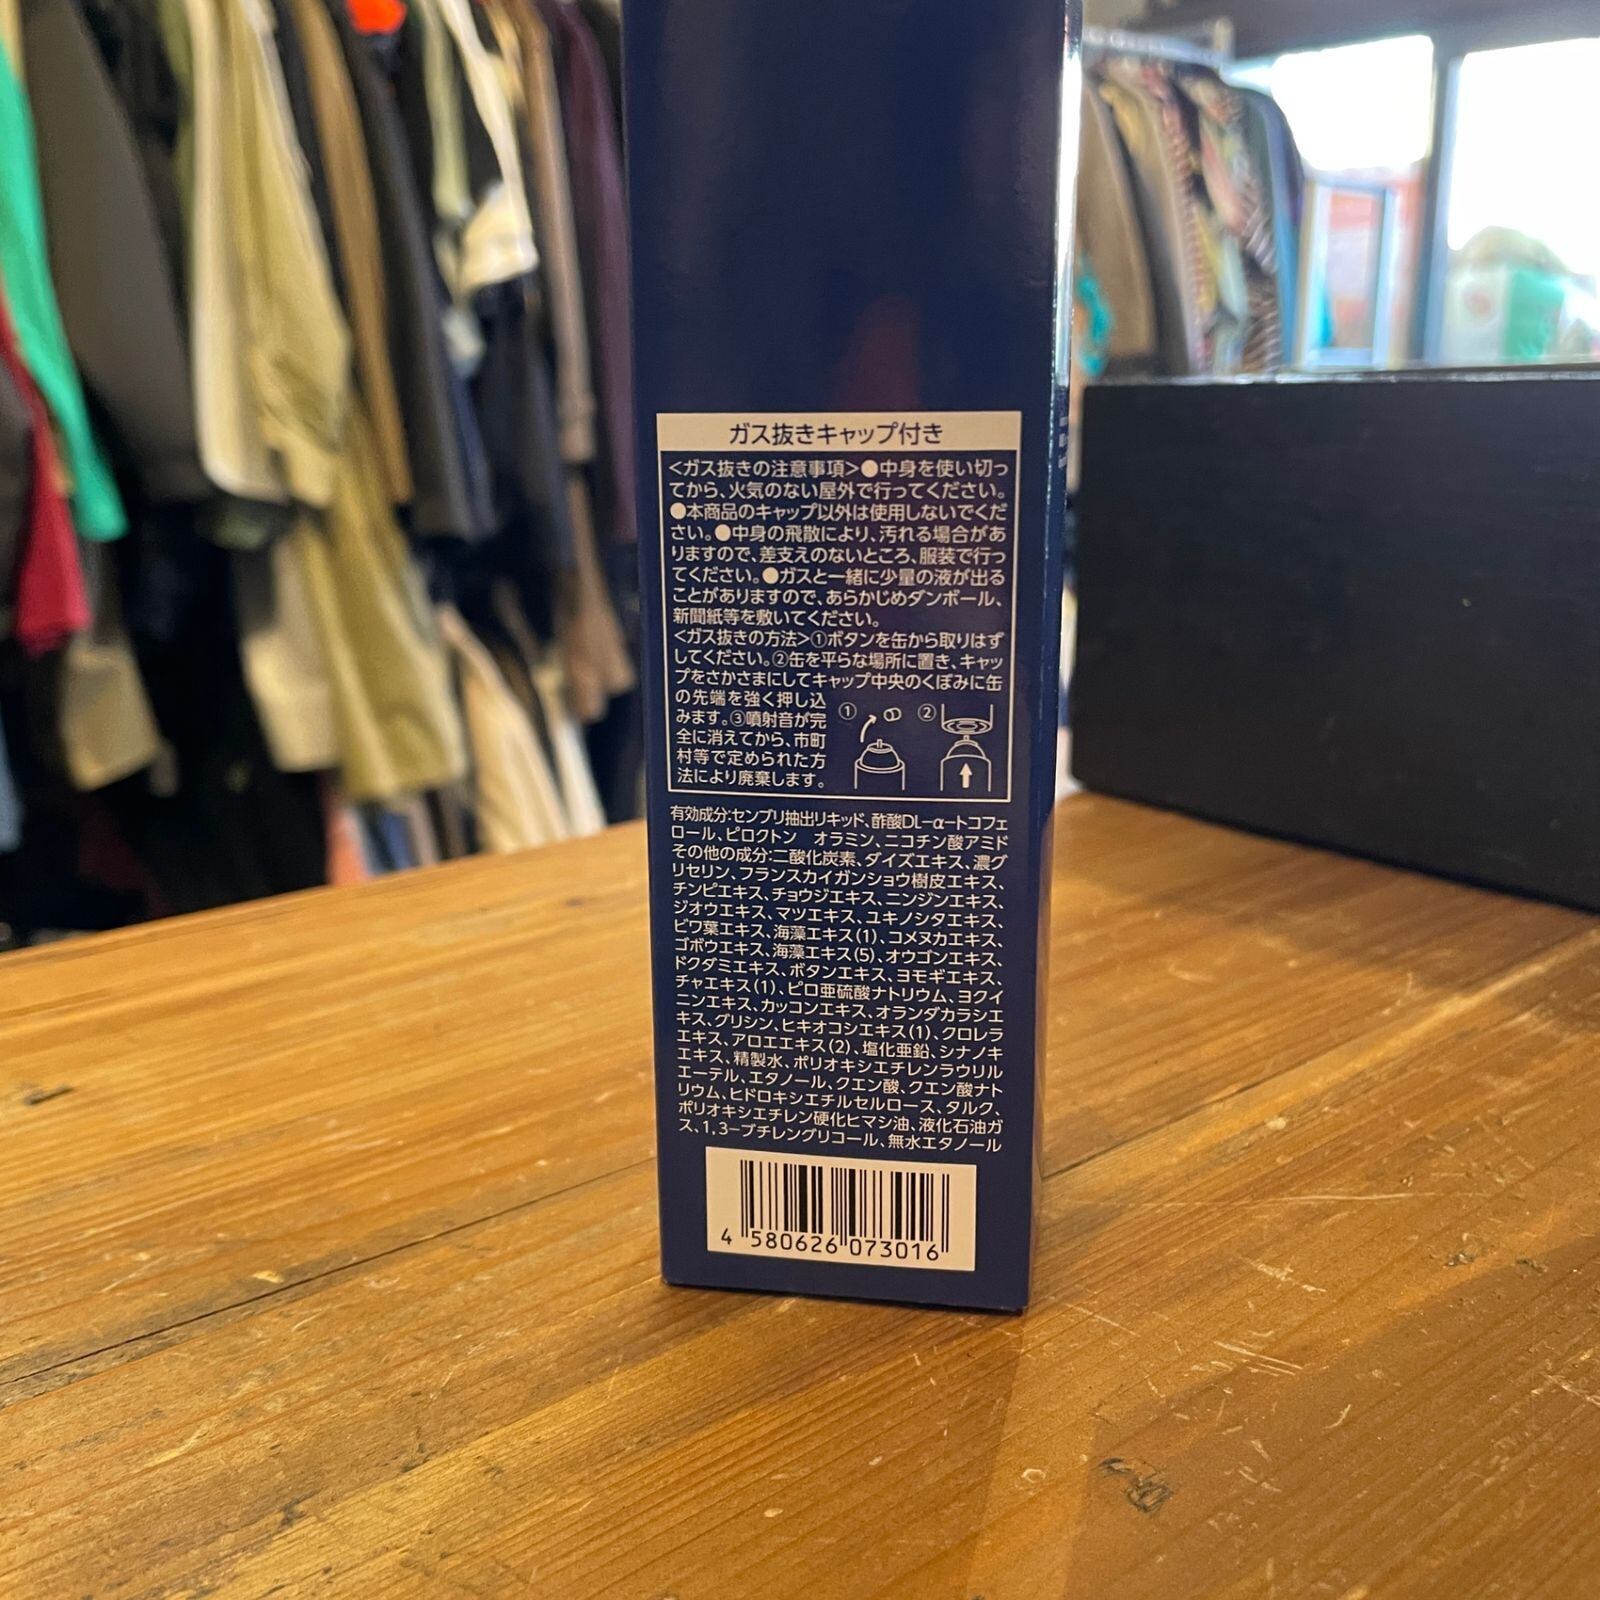 ガス抜きキャップ付き
<ガス抜きの注意事項>●中身を使い切っ
てから、火気のない屋外で行ってください。
●本商品のキャップ以外は使用しないでくだ
さい。●中身の飛散により、汚れる場合があ
りますので、差支えのないところ、服装で行っ
てください。●ガスと一緒に少量の液が出る
ことがありますので、あらかじめダンボール、
新聞紙等を敷いてください。
<ガス抜きの方法>①ボタンを缶から取りはず
してください。②缶を平らな場所に置き、キャッ
プをさかさまにしてキャップ中央のくぼみに缶
の先端を強く押し込
みます。③噴射音が完
全に消えてから、市町
村等で定められた方
法により廃棄します。
① ②
有効成分:センブリ抽出リキッド、酢酸DL-α-トコフェ
ロール、ピロクトン オラミン、ニコチン酸アミド
その他の成分:二酸化炭素、ダイズエキス、濃グ
リセリン、フランスカイガンショウ樹皮エキス、
チンピエキス、チョウジエキス、ニンジンエキス、
ジオウエキス、マツエキス、ユキノシタエキス、
ビワ葉エキス、海藻エキス(1)、コメヌカエキス、
ゴボウエキス、海藻エキス(5)、オウゴンエキス、
ドクダミエキス、ボタンエキス、ヨモギエキス、
チャエキス(1)、ピロ亜硫酸ナトリウム、ヨクイ
ニンエキス、カッコンエキス、オランダカラシエ
キス、グリシン、ヒキオコシエキス(1)、クロレラ
エキス、アロエエキス(2)、塩化亜鉛、シナノキ
エキス、精製水、ポリオキシエチレンラウリル
エーテル、エタノール、クエン酸、クエン酸ナト
リウム、ヒドロキシエチルセルロース、タルク、
ポリオキシエチレン硬化ヒマシ油、液化石油ガ
ス、1,3-ブチレングリコール、無水エタノール
4 580626 073016